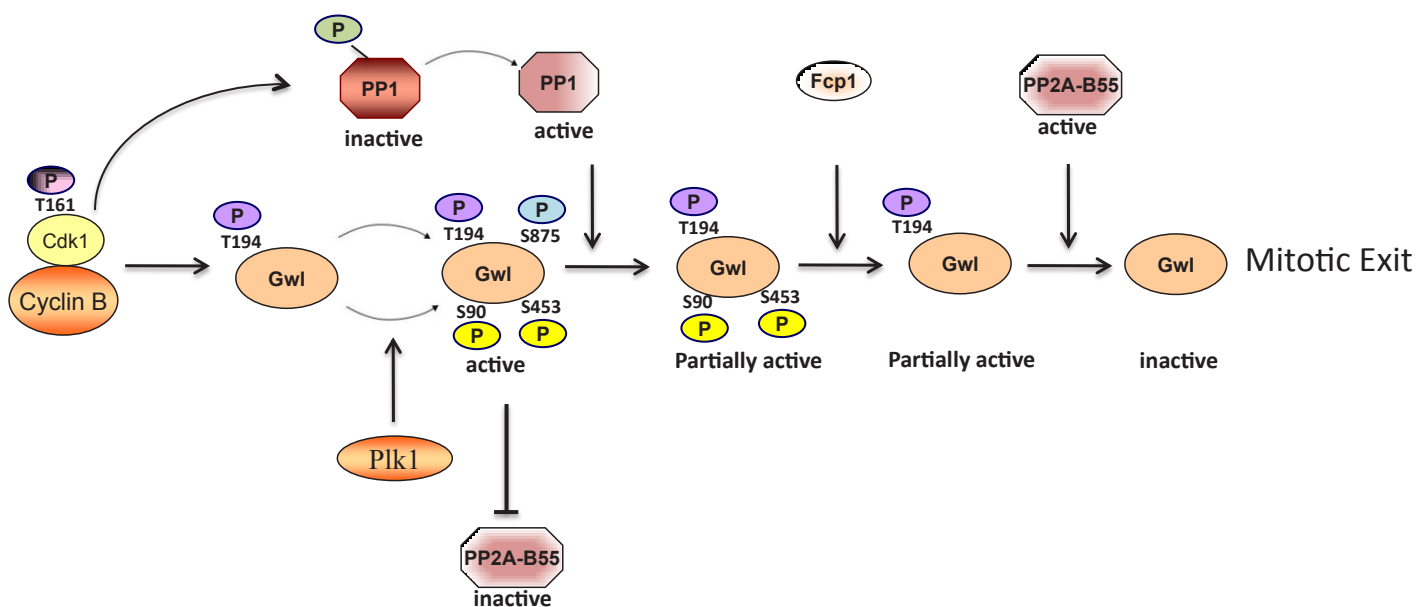 P
PP1
inactive
PP1
active
Fcp1
PP2A-B55
active
P
T161
Cdk1
Cyclin B
P
T194
Gwl
P
T194
P
S875
Gwl
S90
P
S453
P
active
P
T194
Gwl
S90
P
S453
P
Partially active
P
T194
Gwl
Partially active
Gwl
inactive
Mitotic Exit
Plk1
PP2A-B55
inactive